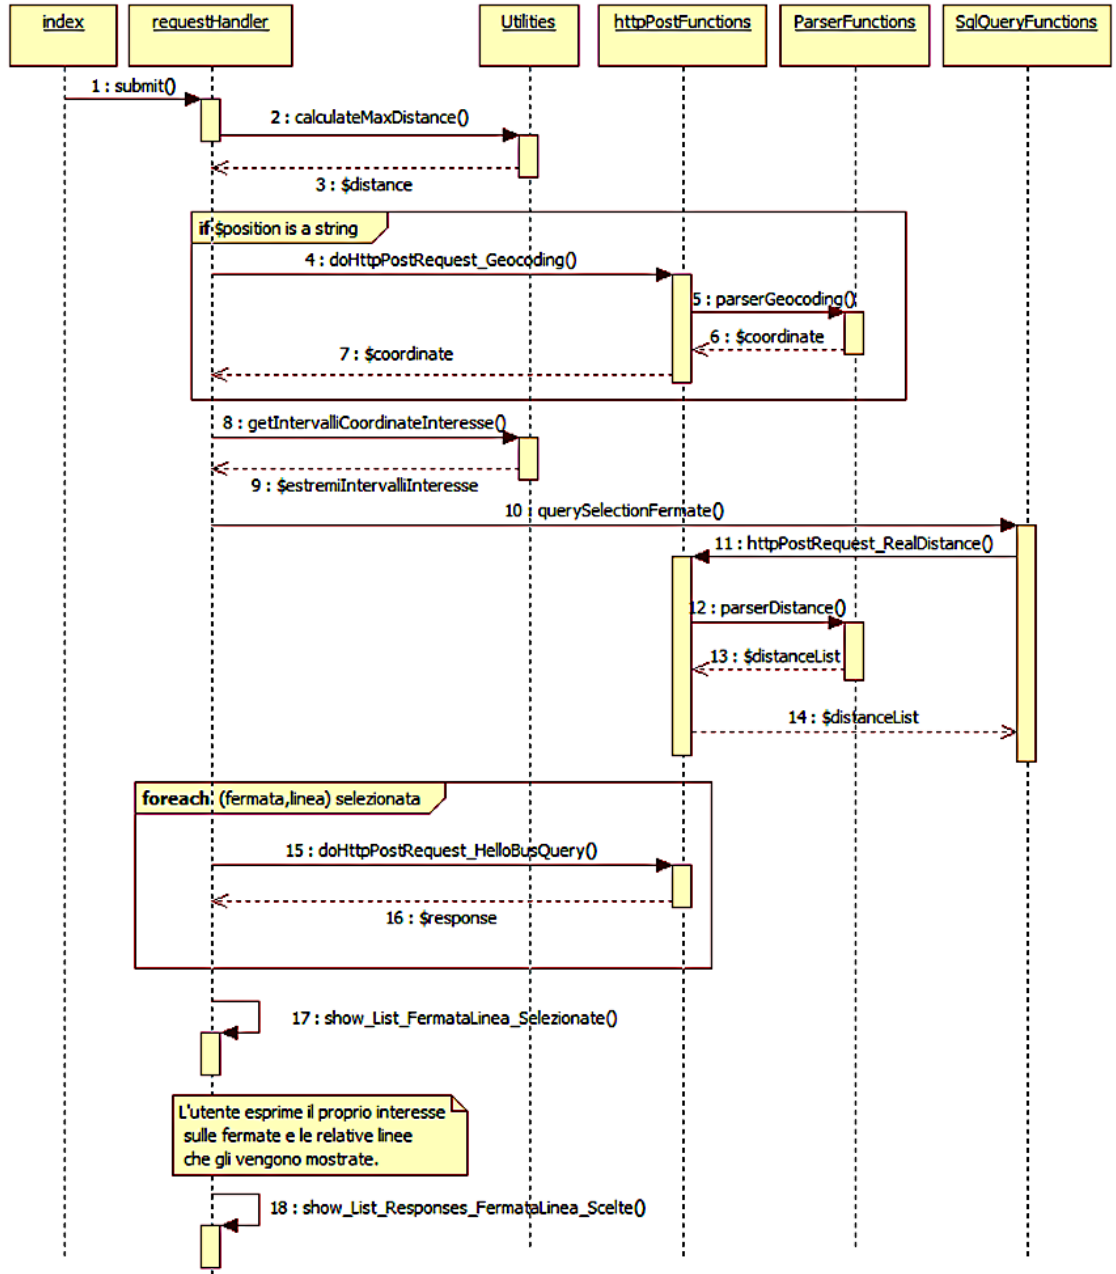 index
requestHandler
Utilities
httpPostFunctions
ParserFunctions
SqlQueryFunctions
1 : submit()
2 : calculateMaxDistance()
3 : $distance
if $position is a string
4 : doHttpPostRequest_Geocoding()
5 : parserGeocoding()
6 : $coordinate
7 : $coordinate
8 : getIntervalliCoordinateInteresse()
9 : $estremiIntervalliInteresse
10 : querySelectionFermate()
11 : httpPostRequest_RealDistance()
12 : parserDistance()
13 : $distanceList
14 : $distanceList
foreach (fermata,linea) selezionata
15 : doHttpPostRequest_HelloBusQuery()
16 : $response
17 : show_List_FermataLinea_Selezionate()
L'utente esprime il proprio interesse
sulle fermate e le relative linee
che gli vengono mostrate.
18 : show_List_Responses_FermataLinea_Scelte()